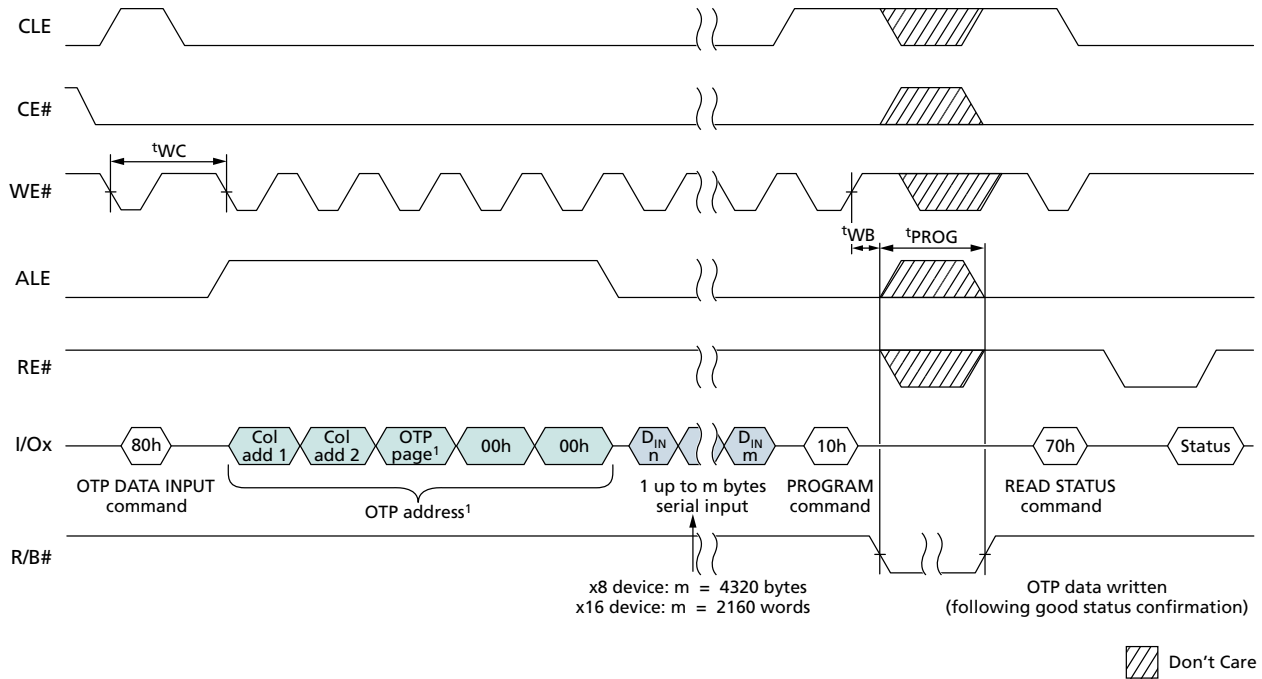 CLE
CE#
tWC
WE#
tWB
tPROG
ALE
RE#
I/Ox
80h
Col
add 1
Col
add 2
OTP
page1
00h
00h
DIN
n
DIN
m
10h
70h
Status
OTP DATA INPUT
command
OTP address1
1 up to m bytes
serial input
PROGRAM
command
READ STATUS
command
R/B#
x8 device: m = 4320 bytes
x16 device: m = 2160 words
OTP data written
(following good status confirmation)
Don't Care